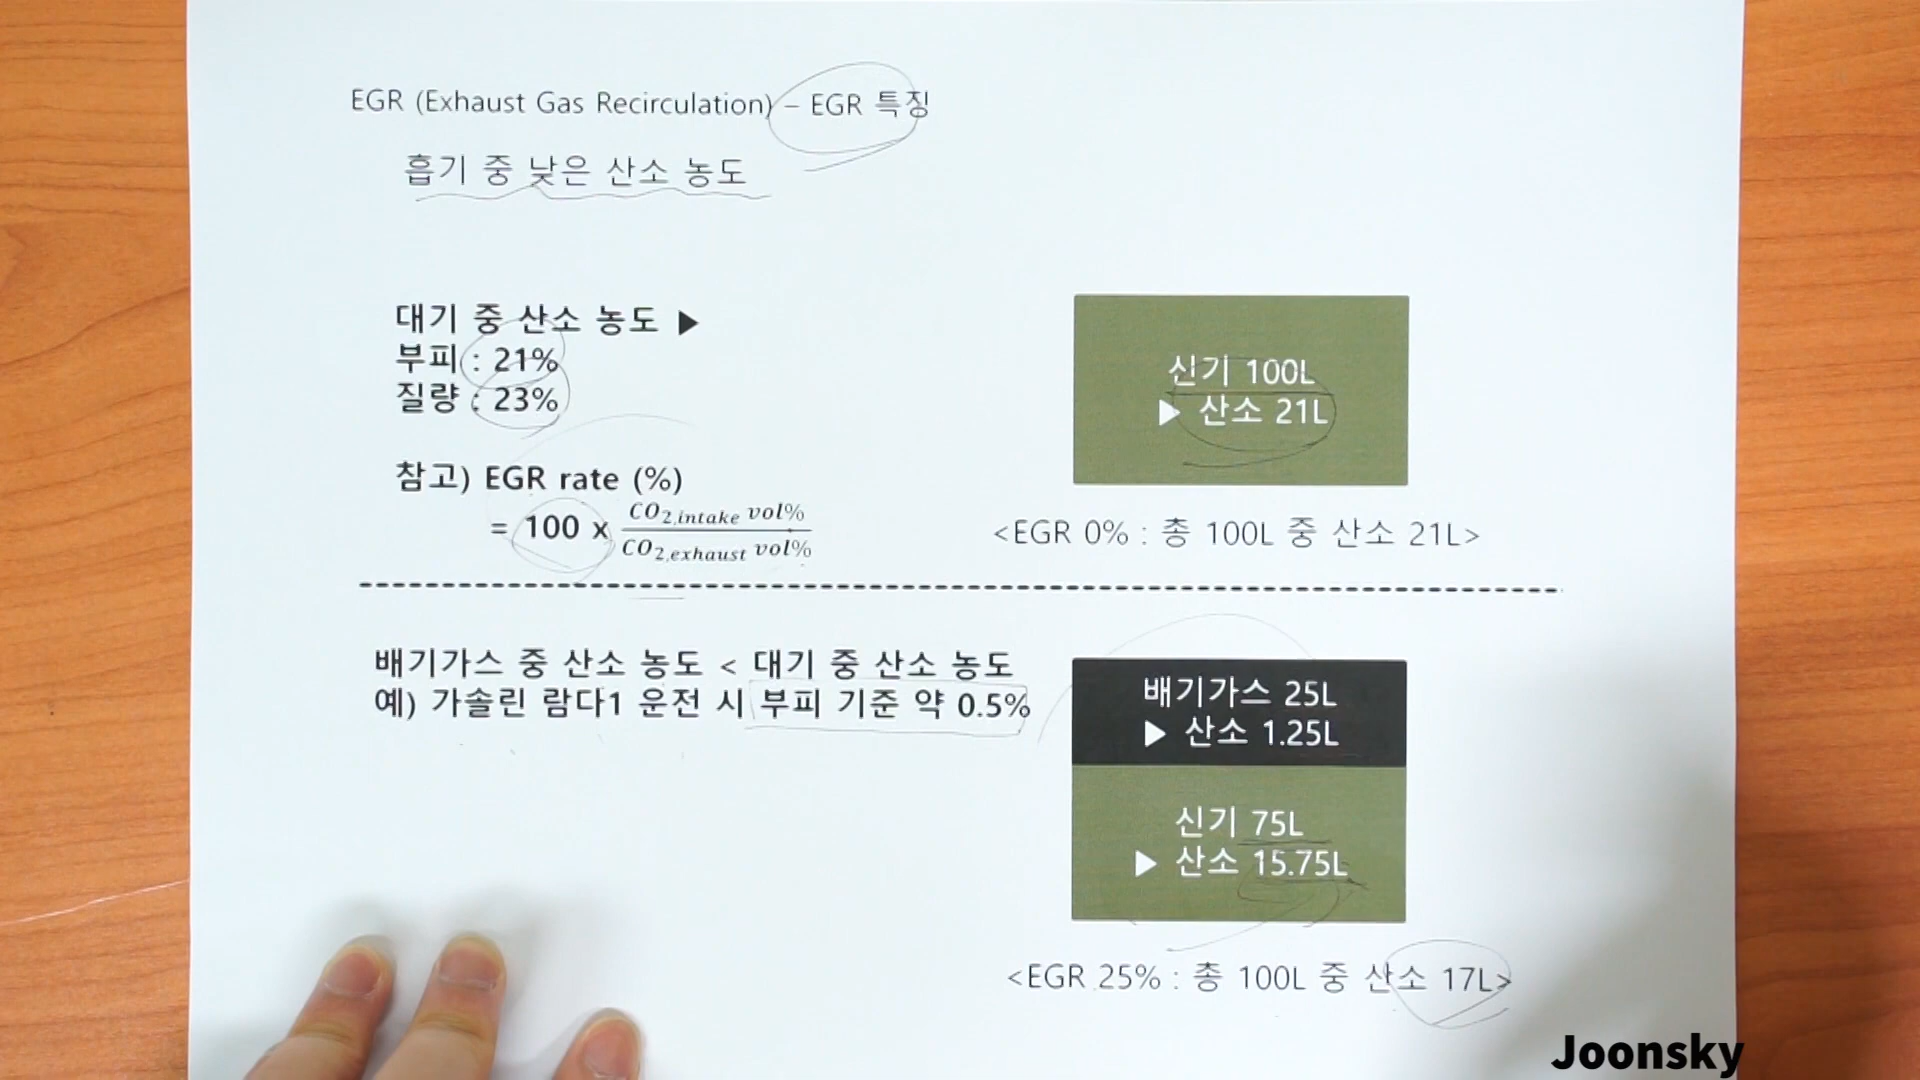 EGR (Exhaust Gas Recirculation) – EGR 특징
흡기 중 낮은 산소 농도
대기 중 산소 농도 ▶
부피 : 21%
질량 : 23%
참고) EGR rate (%)
= 100 x CO2,intake vol% / CO2,exhaust vol%
신기 100L
▶ 산소 21L
<EGR 0% : 총 100L 중 산소 21L>
배기가스 중 산소 농도 < 대기 중 산소 농도
예) 가솔린 람다1 운전 시 부피 기준 약 0.5%
배기가스 25L
▶ 산소 1.25L
신기 75L
▶ 산소 15.75L
<EGR 25% : 총 100L 중 산소 17L>
Joonsky